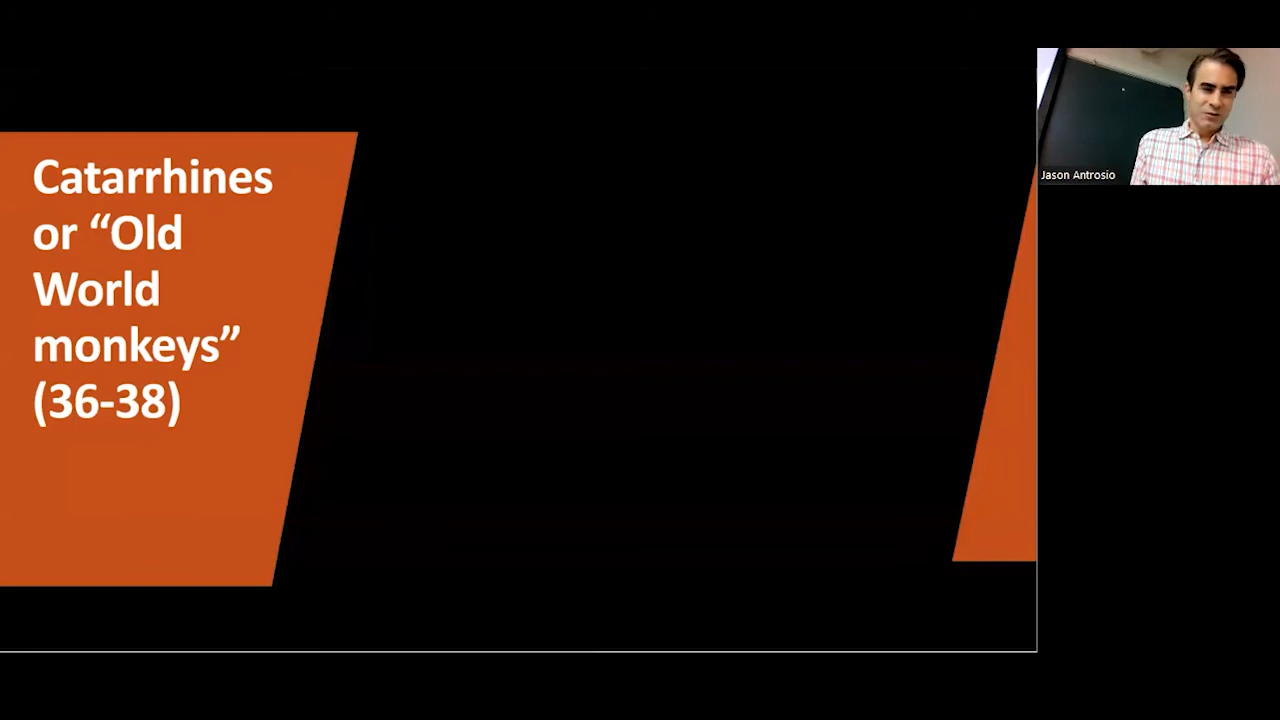 Catarrhines
or “Old
World
monkeys”
(36-38)
Jason Antrosio